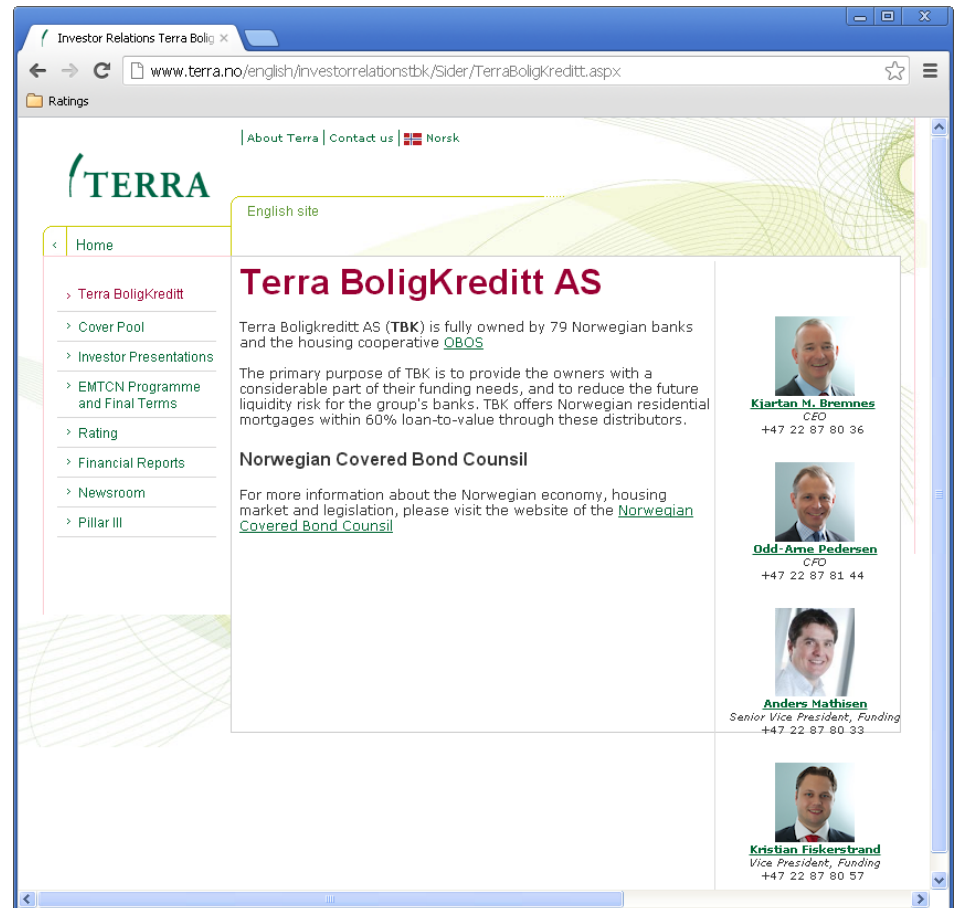 Investor Relations Terra Bolig
www.terra.no/english/investorrelationstbk/Sider/TerraBoligKreditt.aspx
Ratings
About Terra | Contact us | Norsk
TERRA
English site
Home
Terra BoligKreditt
Cover Pool
Investor Presentations
EMTCN Programme
and Final Terms
Rating
Financial Reports
Newsroom
Pillar III
Terra BoligKreditt AS
Terra Boligkreditt AS (TBK) is fully owned by 79 Norwegian banks
and the housing cooperative OBOS
The primary purpose of TBK is to provide the owners with a
considerable part of their funding needs, and to reduce the future
liquidity risk for the group's banks. TBK offers Norwegian residential
mortgages within 60% loan-to-value through these distributors.
Norwegian Covered Bond Counsil
For more information about the Norwegian economy, housing
market and legislation, please visit the website of the Norwegian
Covered Bond Counsil
Kjartan M. Bremnes
CEO
+47 22 87 80 36
Odd-Arne Pedersen
CFO
+47 22 87 81 44
Anders Mathisen
Senior Vice President, Funding
+47 22 87 80 33
Kristian Fiskerstrand
Vice President, Funding
+47 22 87 80 57